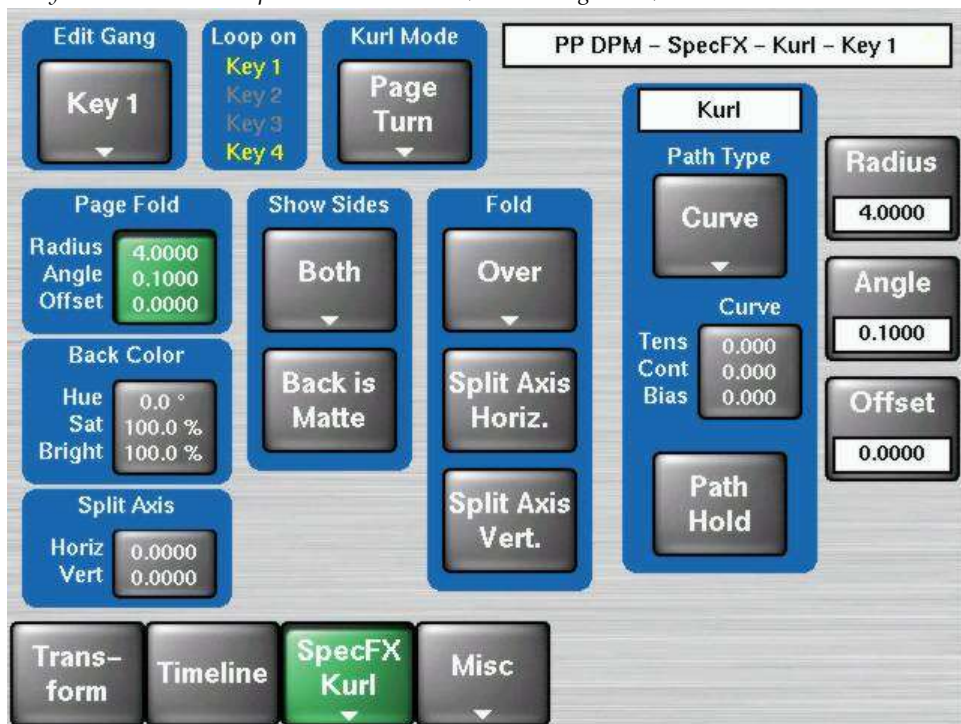 Edit Gang
Key 1
Loop on
Key 1
Key 2
Key 3
Key 4
Kurl Mode
Page
Turn
PP DPM – SpecFX – Kurl – Key 1
Page Fold
Radius 4.0000
Angle 0.1000
Offset 0.0000
Back Color
Hue 0.0 °
Sat 100.0 %
Bright 100.0 %
Split Axis
Horiz 0.0000
Vert 0.0000
Show Sides
Both
Back is
Matte
Fold
Over
Split Axis
Horiz.
Split Axis
Vert.
Kurl
Path Type
Curve
Curve
Tens 0.000
Cont 0.000
Bias 0.000
Path
Hold
Radius
4.0000
Angle
0.1000
Offset
0.0000
Trans–
form
Timeline
SpecFX
Kurl
Misc